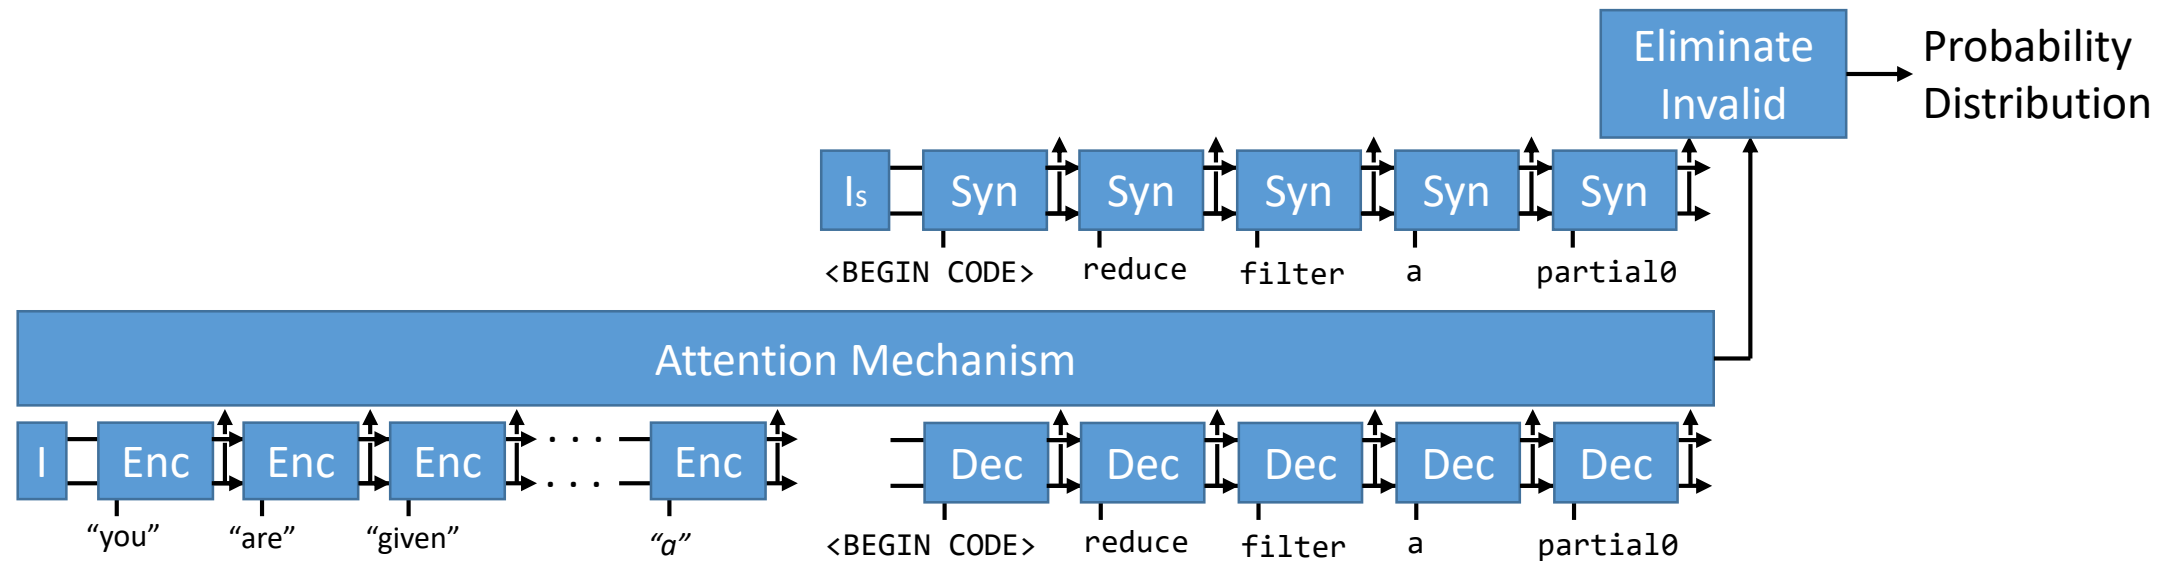 Eliminate
Invalid
Probability
Distribution
Is Syn Syn Syn Syn Syn
<BEGIN CODE> reduce filter a partial0
Attention Mechanism
I Enc Enc Enc . . . . . . Enc Dec Dec Dec Dec Dec
“you” “are” “given” “a” <BEGIN CODE> reduce filter a partial0